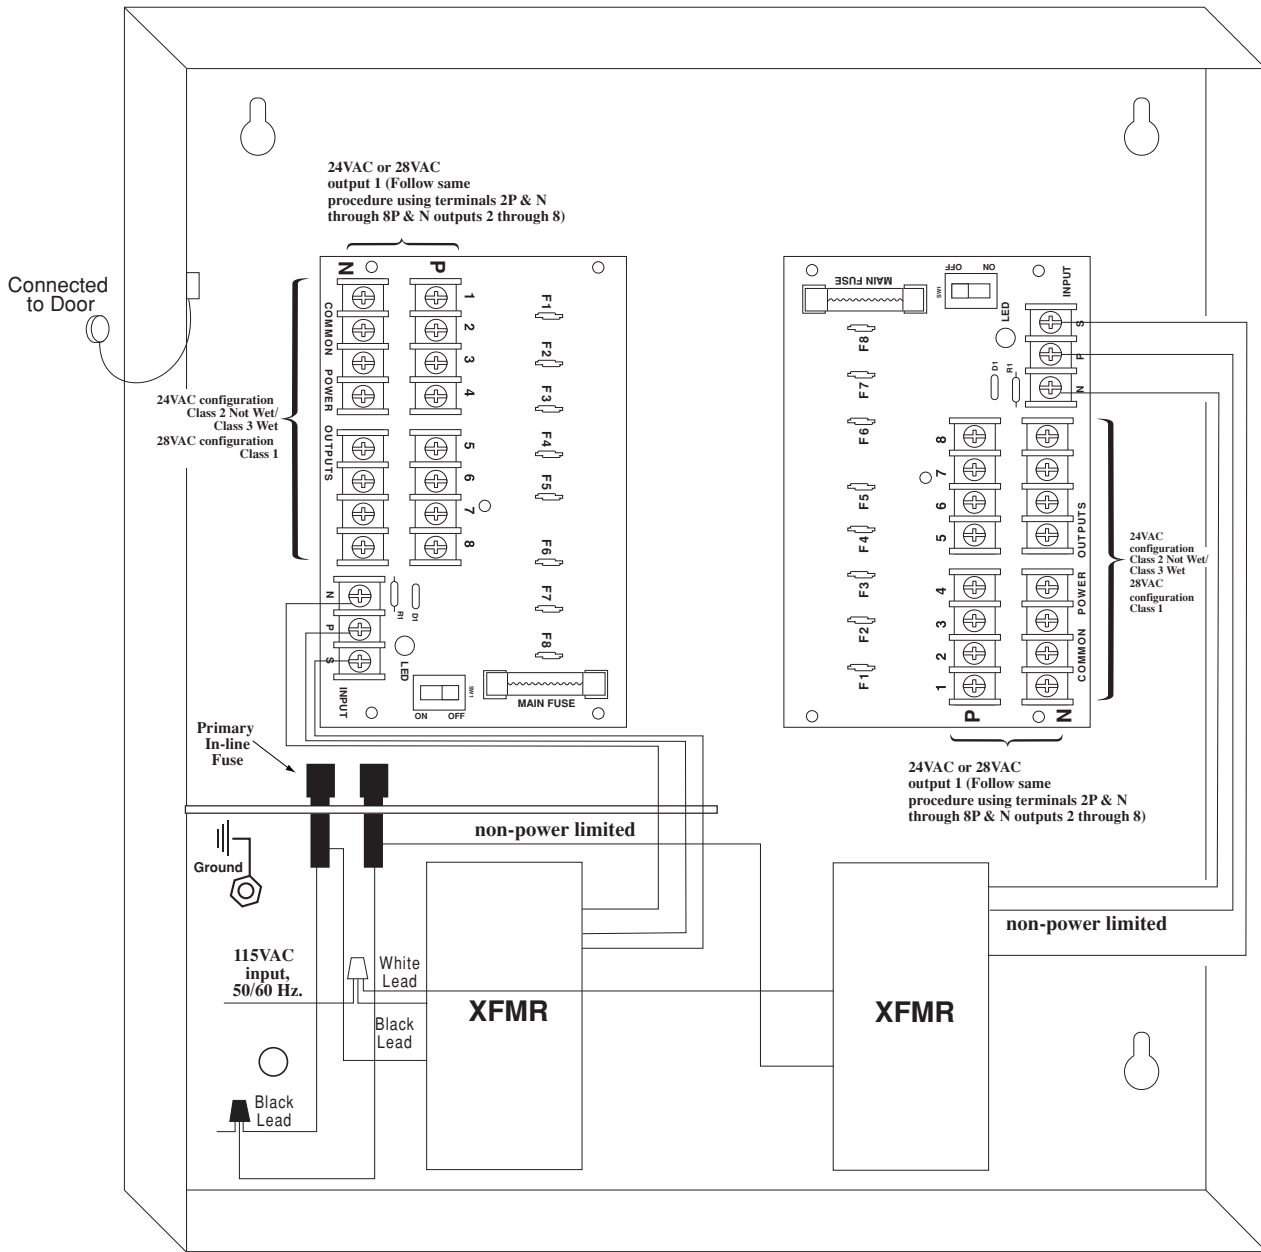 24VAC or 28VAC
output 1 (Follow same
procedure using terminals 2P & N
through 8P & N outputs 2 through 8)
Connected
to Door
24VAC configuration
Class 2 Not Wet/
Class 3 Wet
28VAC configuration
Class 1
N
P
COMMON POWER OUTPUTS
1
2
3
4
5
6
7
8
F1
F2
F3
F4
F5
F6
F7
F8
N
P
S
INPUT
R1
D1
LED
SW1
ON OFF
MAIN FUSE
MAIN FUSE
OFF ON
SW1
INPUT
LED
S
P
N
D1
R1
F8
F7
F6
F5
F4
F3
F2
F1
8
7
6
5
4
3
2
1
COMMON POWER OUTPUTS
P
N
24VAC
configuration
Class 2 Not Wet/
Class 3 Wet
28VAC
configuration
Class 1
24VAC or 28VAC
output 1 (Follow same
procedure using terminals 2P & N
through 8P & N outputs 2 through 8)
Primary
In-line
Fuse
non-power limited
Ground
non-power limited
115VAC
input,
50/60 Hz.
White
Lead
Black
Lead
XFMR
XFMR
Black
Lead